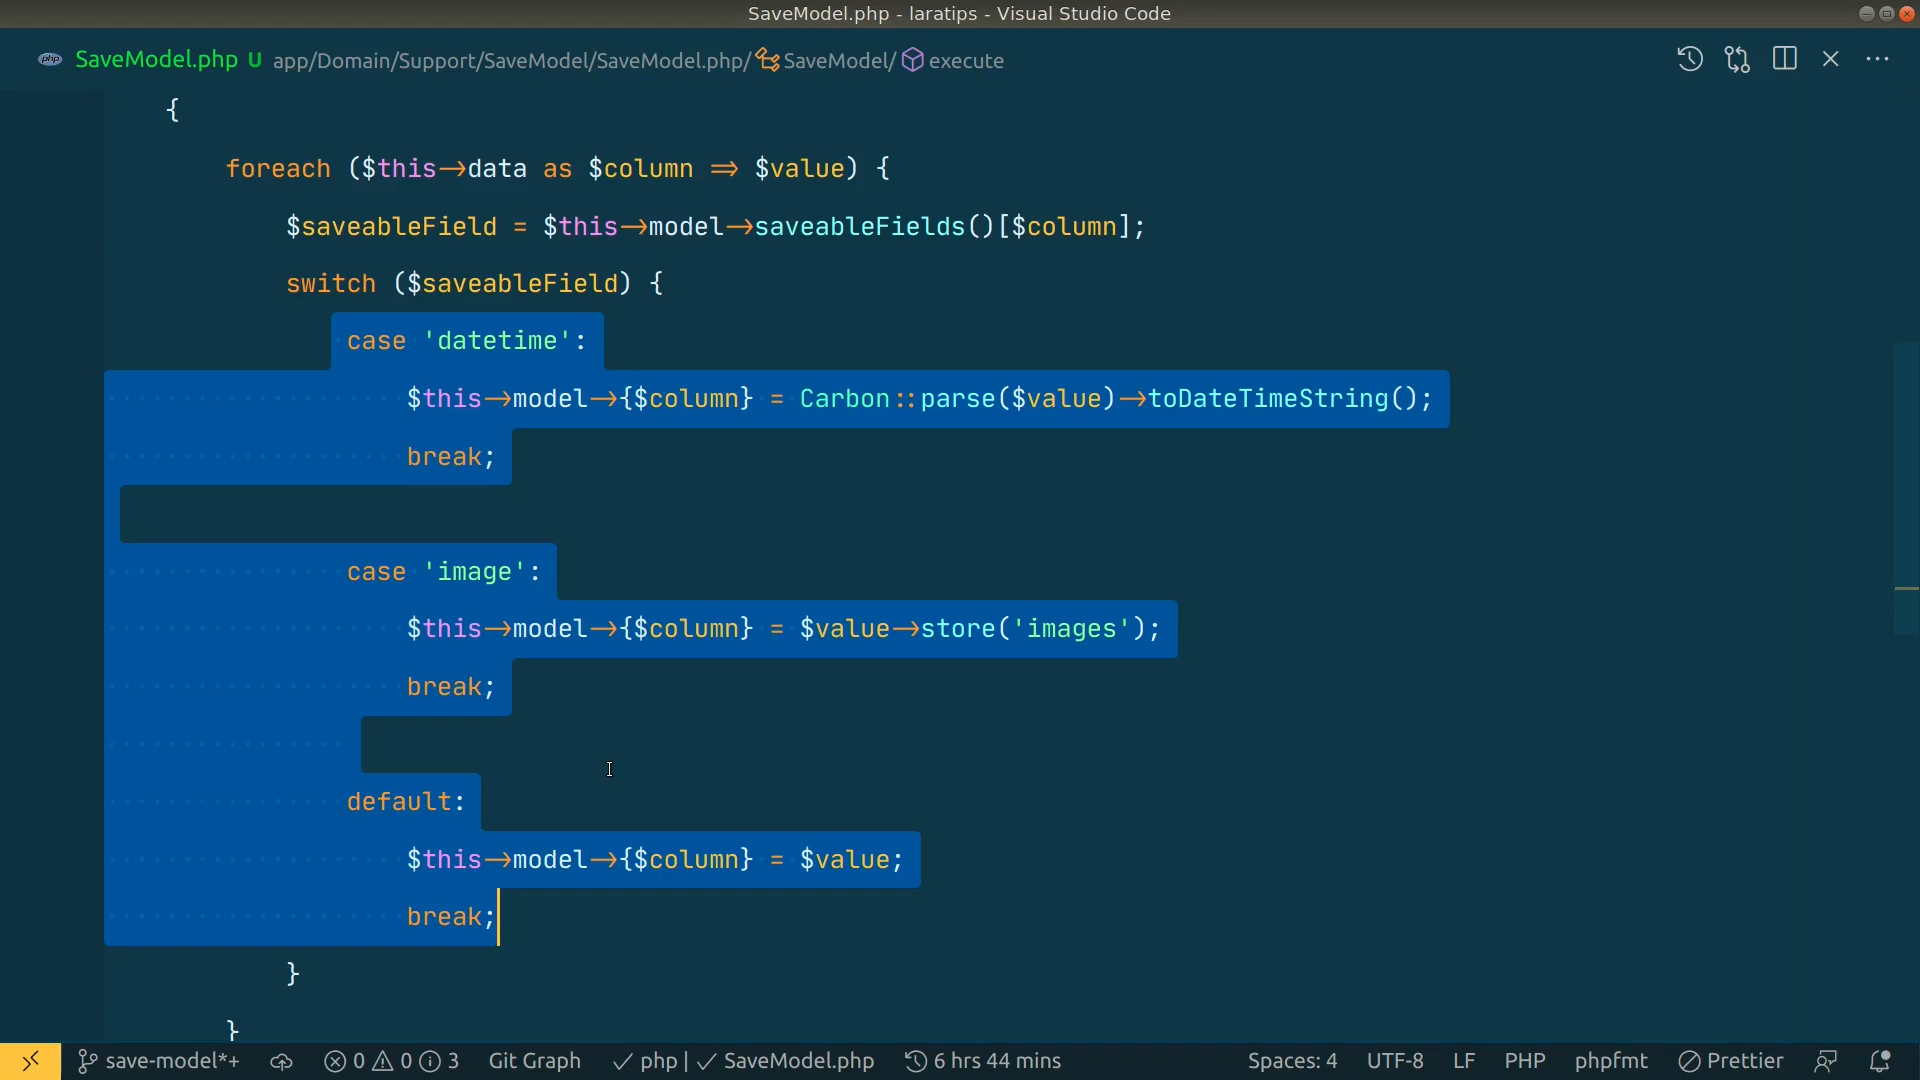 SaveModel.php - laratips - Visual Studio Code
php SaveModel.php U app/Domain/Support/SaveModel/SaveModel.php/ SaveModel/ execute
{
foreach ($this->data as $column => $value) {
$saveableField = $this->model->saveableFields()[$column];
switch ($saveableField) {
case 'datetime':
$this->model->{$column} = Carbon::parse($value)->toDateTimeString();
break;
case 'image':
$this->model->{$column} = $value->store('images');
break;
default:
$this->model->{$column} = $value;
break;
}
}
save-model*+ 0 0 3 Git Graph ✓ php | ✓ SaveModel.php 6 hrs 44 mins Spaces: 4 UTF-8 LF PHP phpfmt Prettier